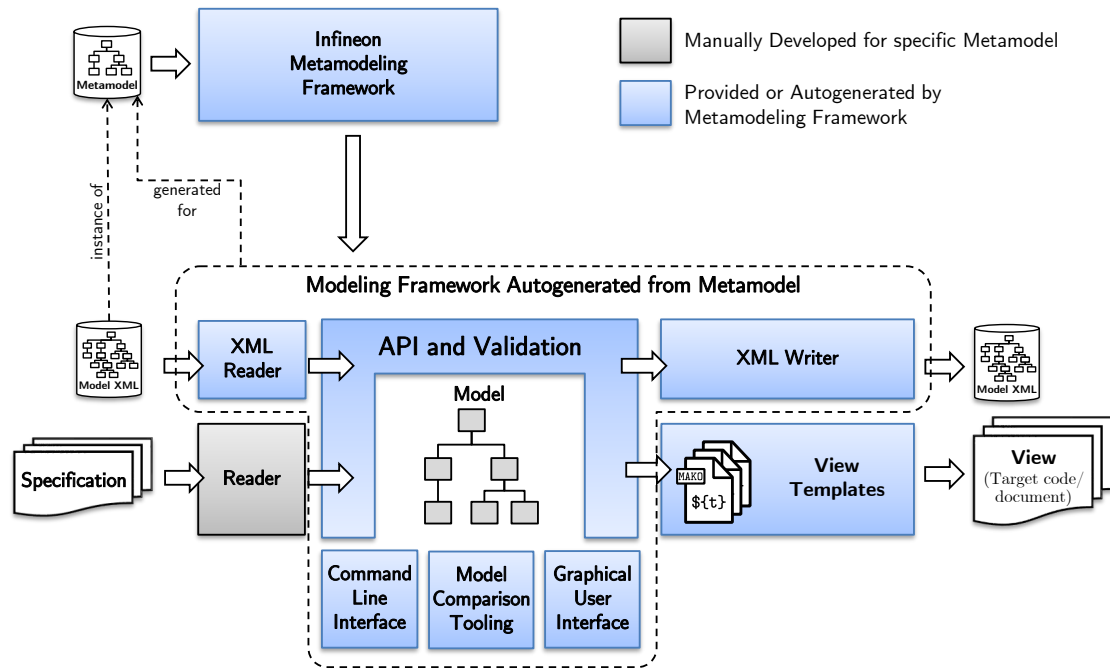 Infineon
Metamodeling
Framework
Metamodel
Manually Developed for specific Metamodel
Provided or Autogenerated by
Metamodeling Framework
instance of
generated
for
Modeling Framework Autogenerated from Metamodel
Model XML
XML
Reader
API and Validation
XML Writer
Model XML
Model
Specification
Reader
MAKO
${t}
View
Templates
View
(Target code/
document)
Command
Line
Interface
Model
Comparison
Tooling
Graphical
User
Interface